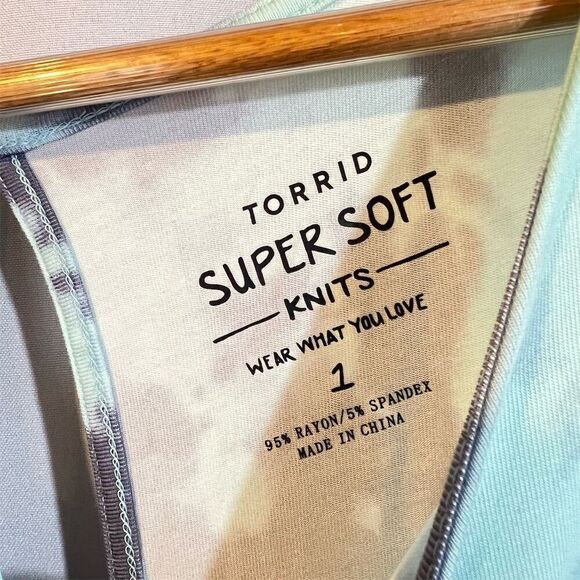 TORRID
SUPER SOFT
KNITS
WEAR WHAT YOU LOVE
1
95% RAYON/5% SPANDEX
MADE IN CHINA